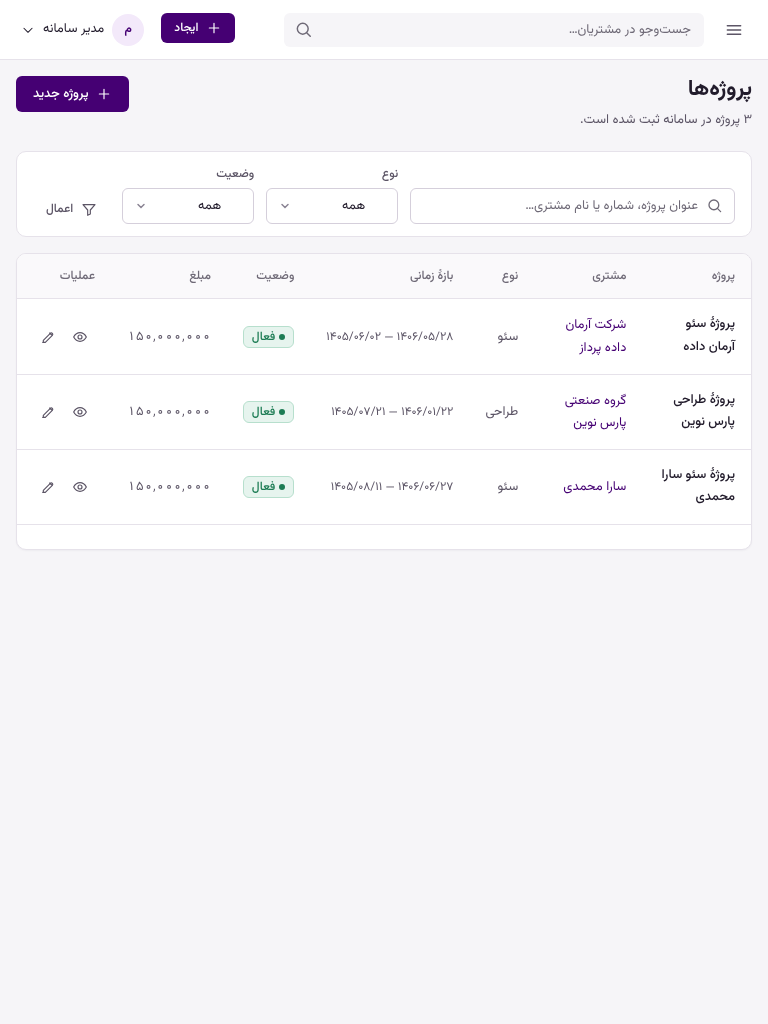 جست‌وجو در مشتریان...
ایجاد
م
مدیر سامانه
پروژه‌ها
۳ پروژه در سامانه ثبت شده است.
پروژه جدید
نوع
وضعیت
عنوان پروژه، شماره یا نام مشتری...
همه
همه
اعمال
پروژه مشتری نوع بازهٔ زمانی وضعیت مبلغ عملیات
پروژهٔ سئو
آرمان داده
شرکت آرمان
داده پرداز
سئو
۱۴۰۵/۰۶/۰۲ — ۱۴۰۶/۰۵/۲۸
فعال
۱۵۰,۰۰۰,۰۰۰
پروژهٔ طراحی
پارس نوین
گروه صنعتی
پارس نوین
طراحی
۱۴۰۵/۰۷/۲۱ — ۱۴۰۶/۰۱/۲۲
فعال
۱۵۰,۰۰۰,۰۰۰
پروژهٔ سئو سارا
محمدی
سارا محمدی
سئو
۱۴۰۵/۰۸/۱۱ — ۱۴۰۶/۰۶/۲۷
فعال
۱۵۰,۰۰۰,۰۰۰